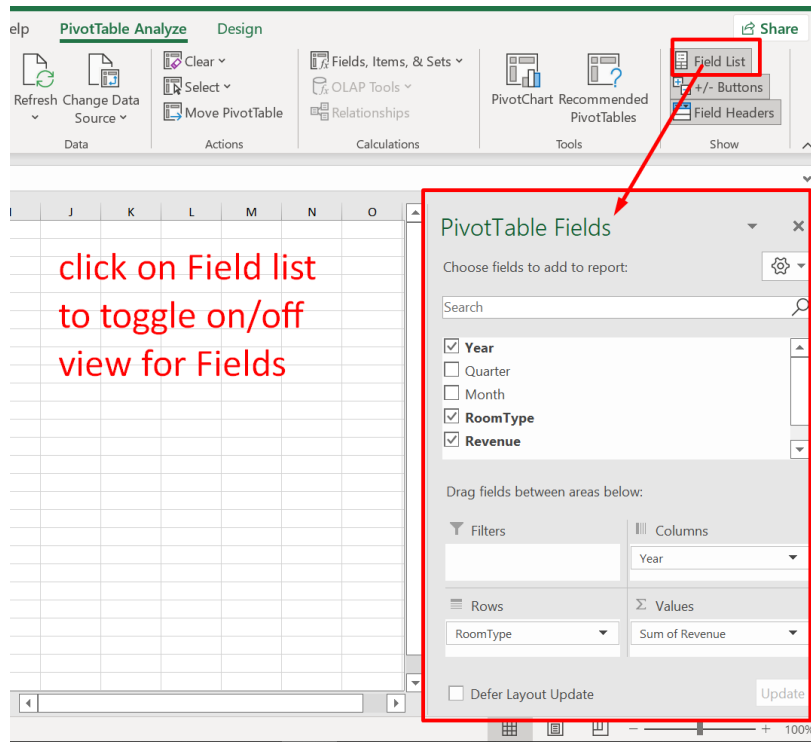 elp PivotTable Analyze Design Share
Clear Fields, Items, & Sets Field List
Select OLAP Tools +/- Buttons
Refresh Change Data Source Move PivotTable Relationships PivotChart Recommended PivotTables Field Headers
Data Actions Calculations Tools Show
J K L M N O
PivotTable Fields
click on Field list
to toggle on/off
view for Fields
Choose fields to add to report:
Search
Year
Quarter
Month
RoomType
Revenue
Drag fields between areas below:
Filters Columns
Year
Rows Σ Values
RoomType Sum of Revenue
Defer Layout Update Update
100%